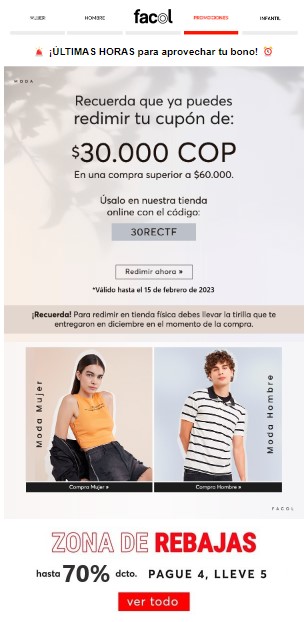 MUJER HOMBRE facol PROMOCIONES INFANTIL
¡ÚLTIMAS HORAS para aprovechar tu bono!
MODA
Recuerda que ya puedes
redimir tu cupón de:
$30.000 COP
En una compra superior a $60.000.
Úsalo en nuestra tienda
online con el código:
30RECTF
Redimir ahora »
*Válido hasta el 15 de febrero de 2023
¡Recuerda! Para redimir en tienda físico debes llevar la tirilla que te
entregaron en diciembre en el momento de la compra.
Moda Mujer
Moda Hombre
Compra Mujer »
Compra Hombre »
FACOL
ZONA DE REBAJAS
hasta 70% dcto. PAGUE 4, LLEVE 5
ver todo